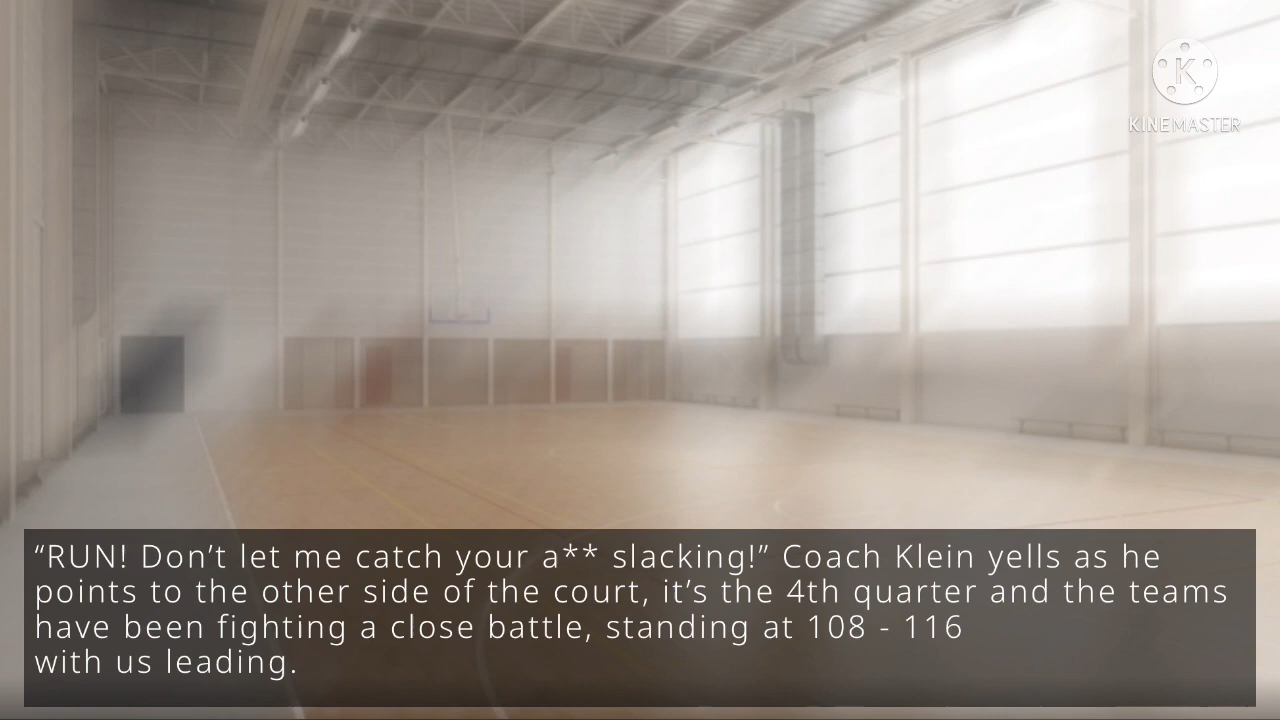 K
KINEMASTER
“RUN! Don’t let me catch your a** slacking!” Coach Klein yells as he
points to the other side of the court, it’s the 4th quarter and the teams
have been fighting a close battle, standing at 108 - 116
with us leading.